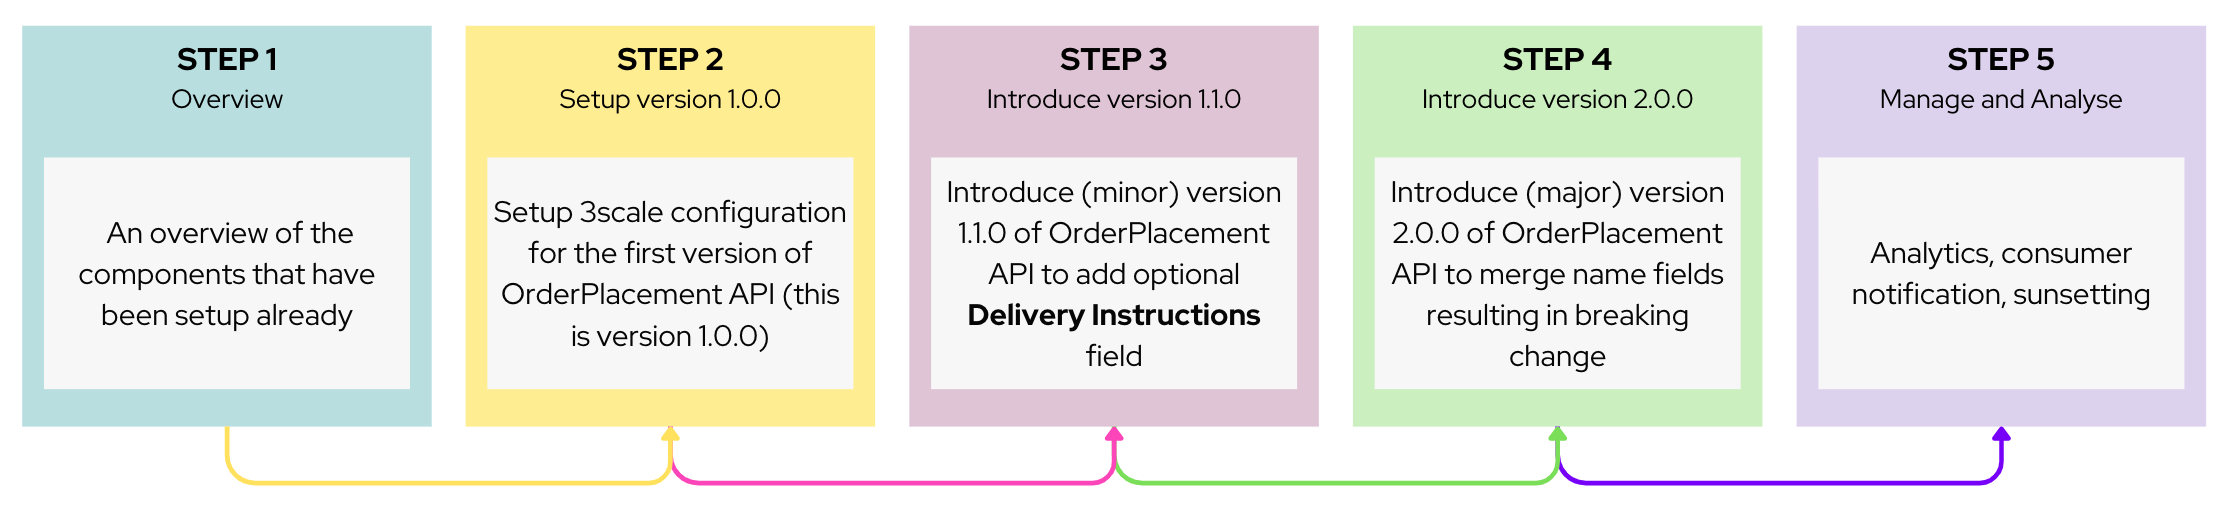 STEP 1
Overview
An overview of the
components that have
been setup already
STEP 2
Setup version 1.0.0
Setup 3scale configuration
for the first version of
OrderPlacement API (this
is version 1.0.0)
STEP 3
Introduce version 1.1.0
Introduce (minor) version
1.1.0 of OrderPlacement
API to add optional
Delivery Instructions
field
STEP 4
Introduce version 2.0.0
Introduce (major) version
2.0.0 of OrderPlacement
API to merge name fields
resulting in breaking
change
STEP 5
Manage and Analyse
Analytics, consumer
notification, sunsetting